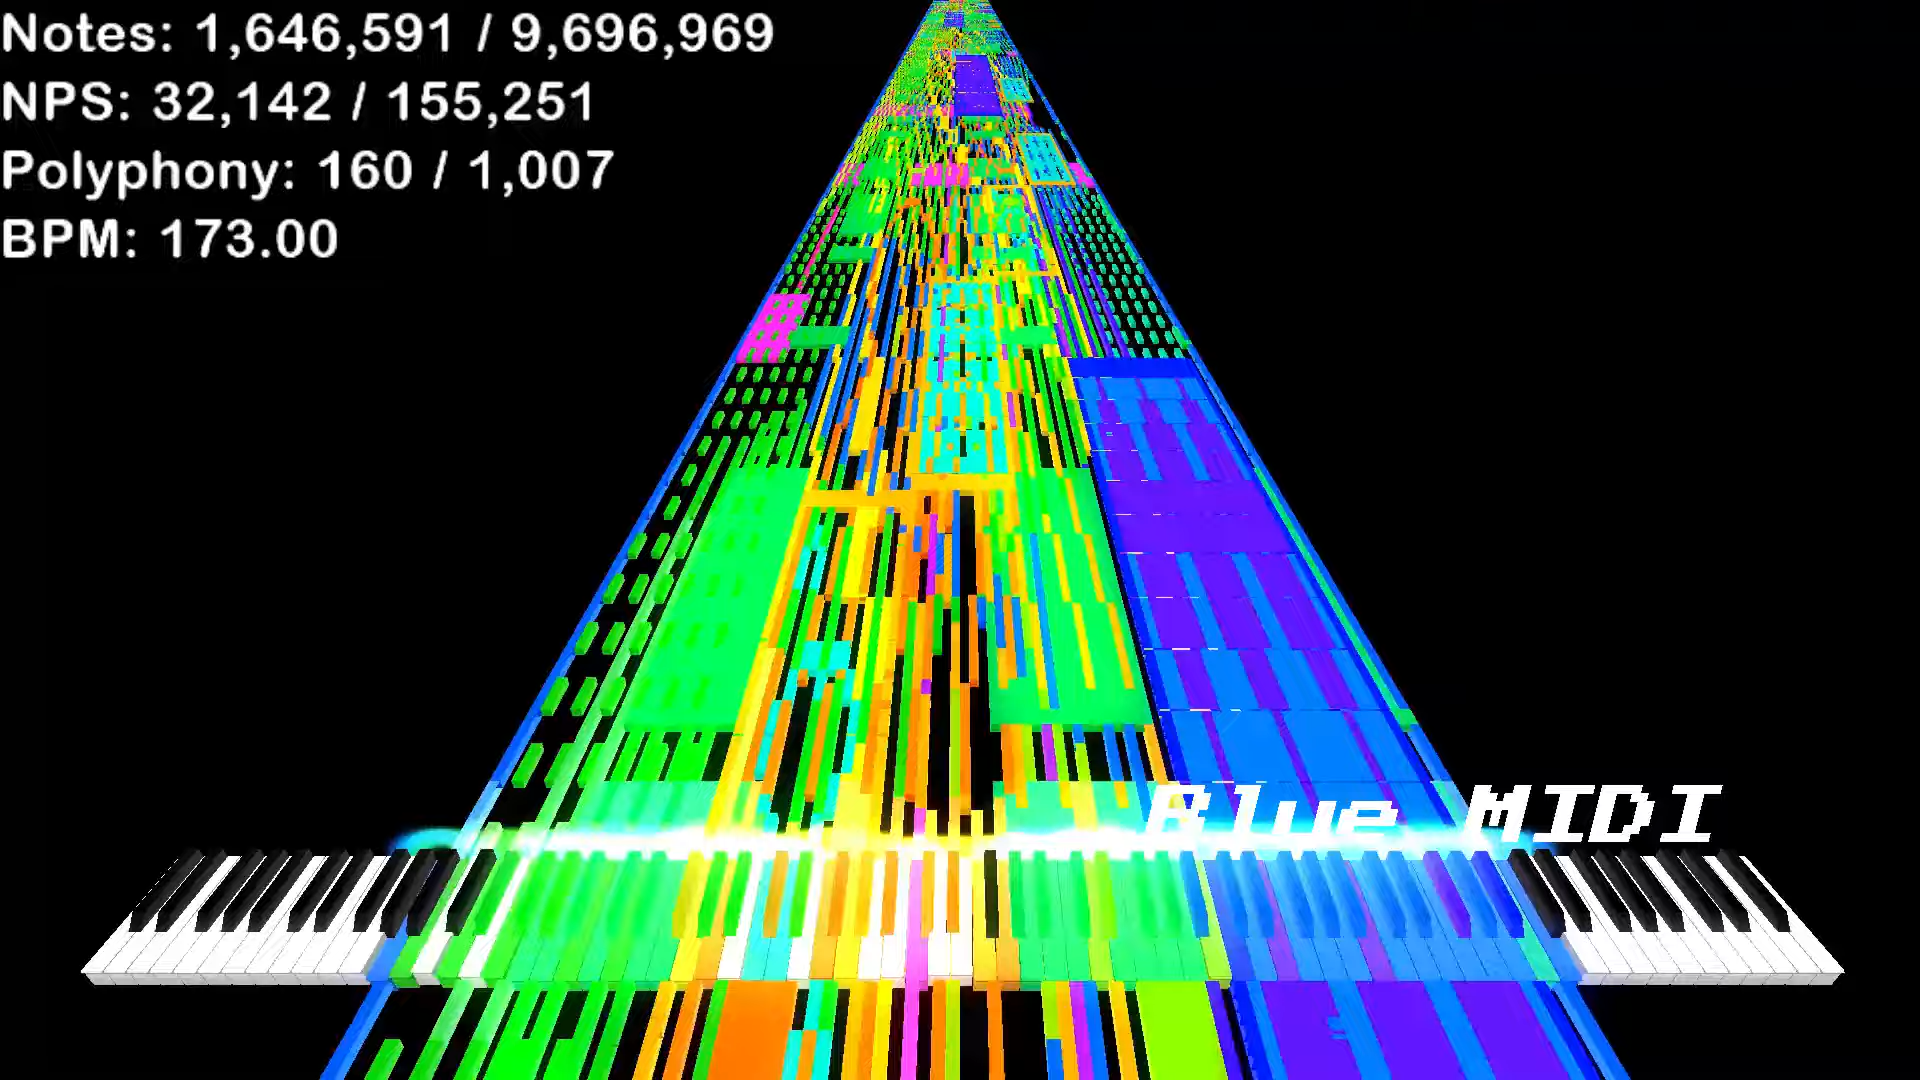 Notes: 1,646,591 / 9,696,969
NPS: 32,142 / 155,251
Polyphony: 160 / 1,007
BPM: 173.00
Blue MIDI